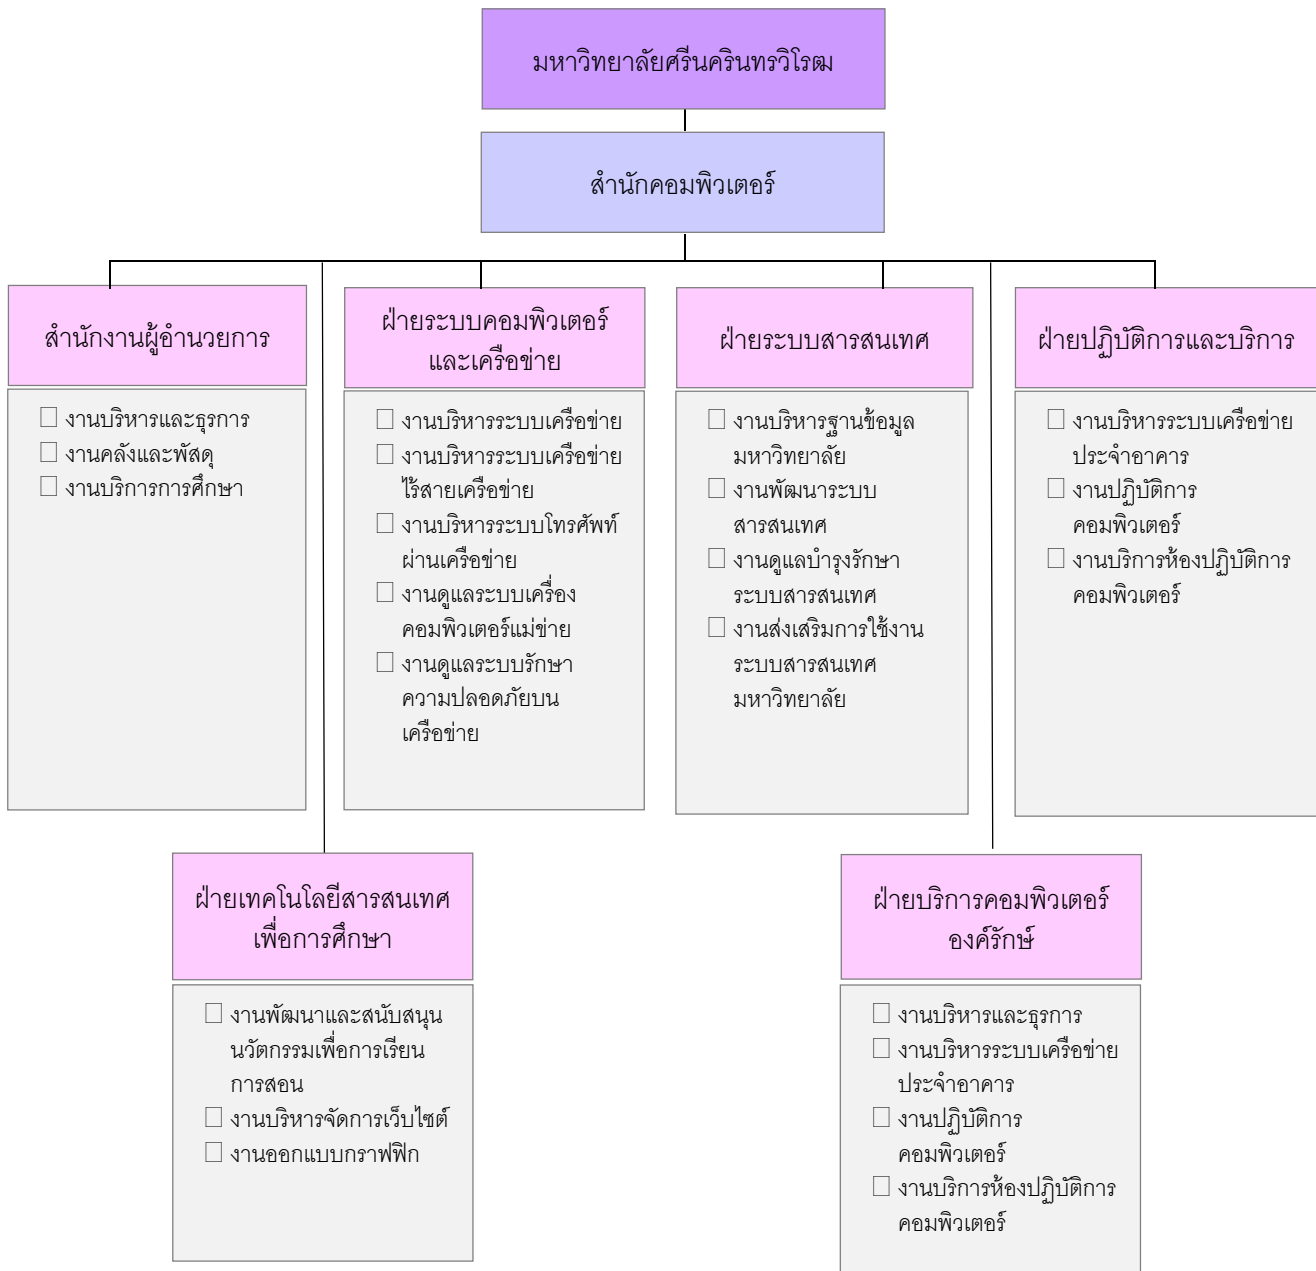 มหาวิทยาลัยศรีนครินทรวิโรฒ
สำนักคอมพิวเตอร์
สำนักงานผู้อำนวยการ
☐ งานบริหารและธุรการ
☐ งานคลังและพัสดุ
☐ งานบริการการศึกษา
ฝ่ายระบบคอมพิวเตอร์
และเครือข่าย
☐ งานบริหารระบบเครือข่าย
☐ งานบริหารระบบเครือข่าย
ไร้สายเครือข่าย
☐ งานบริหารระบบโทรศัพท์
ผ่านเครือข่าย
☐ งานดูแลระบบเครื่อง
คอมพิวเตอร์แม่ข่าย
☐ งานดูแลระบบรักษา
ความปลอดภัยบน
เครือข่าย
ฝ่ายระบบสารสนเทศ
☐ งานบริหารฐานข้อมูล
มหาวิทยาลัย
☐ งานพัฒนาระบบ
สารสนเทศ
☐ งานดูแลบำรุงรักษา
ระบบสารสนเทศ
☐ งานส่งเสริมการใช้งาน
ระบบสารสนเทศ
มหาวิทยาลัย
ฝ่ายปฏิบัติการและบริการ
☐ งานบริหารระบบเครือข่าย
ประจำอาคาร
☐ งานปฏิบัติการ
คอมพิวเตอร์
☐ งานบริการห้องปฏิบัติการ
คอมพิวเตอร์
ฝ่ายเทคโนโลยีสารสนเทศ
เพื่อการศึกษา
☐ งานพัฒนาและสนับสนุน
นวัตกรรมเพื่อการเรียน
การสอน
☐ งานบริหารจัดการเว็บไซต์
☐ งานออกแบบกราฟฟิก
ฝ่ายบริการคอมพิวเตอร์
องค์รักษ์
☐ งานบริหารและธุรการ
☐ งานบริหารระบบเครือข่าย
ประจำอาคาร
☐ งานปฏิบัติการ
คอมพิวเตอร์
☐ งานบริการห้องปฏิบัติการ
คอมพิวเตอร์